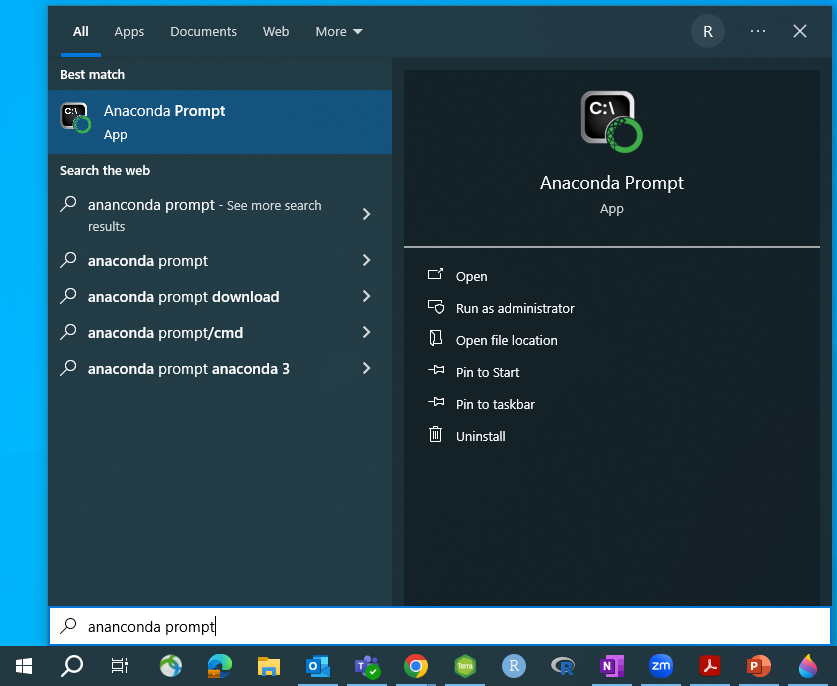 All Apps Documents Web More R ... 
Best match
Anaconda Prompt
App
Search the web
ananconda prompt - See more search
results
anaconda prompt
anaconda prompt download
anaconda prompt/cmd
anaconda prompt anaconda 3
C:\
Anaconda Prompt
App
Open
Run as administrator
Open file location
Pin to Start
Pin to taskbar
Uninstall
ananconda prompt
O T Terra R R N zm P